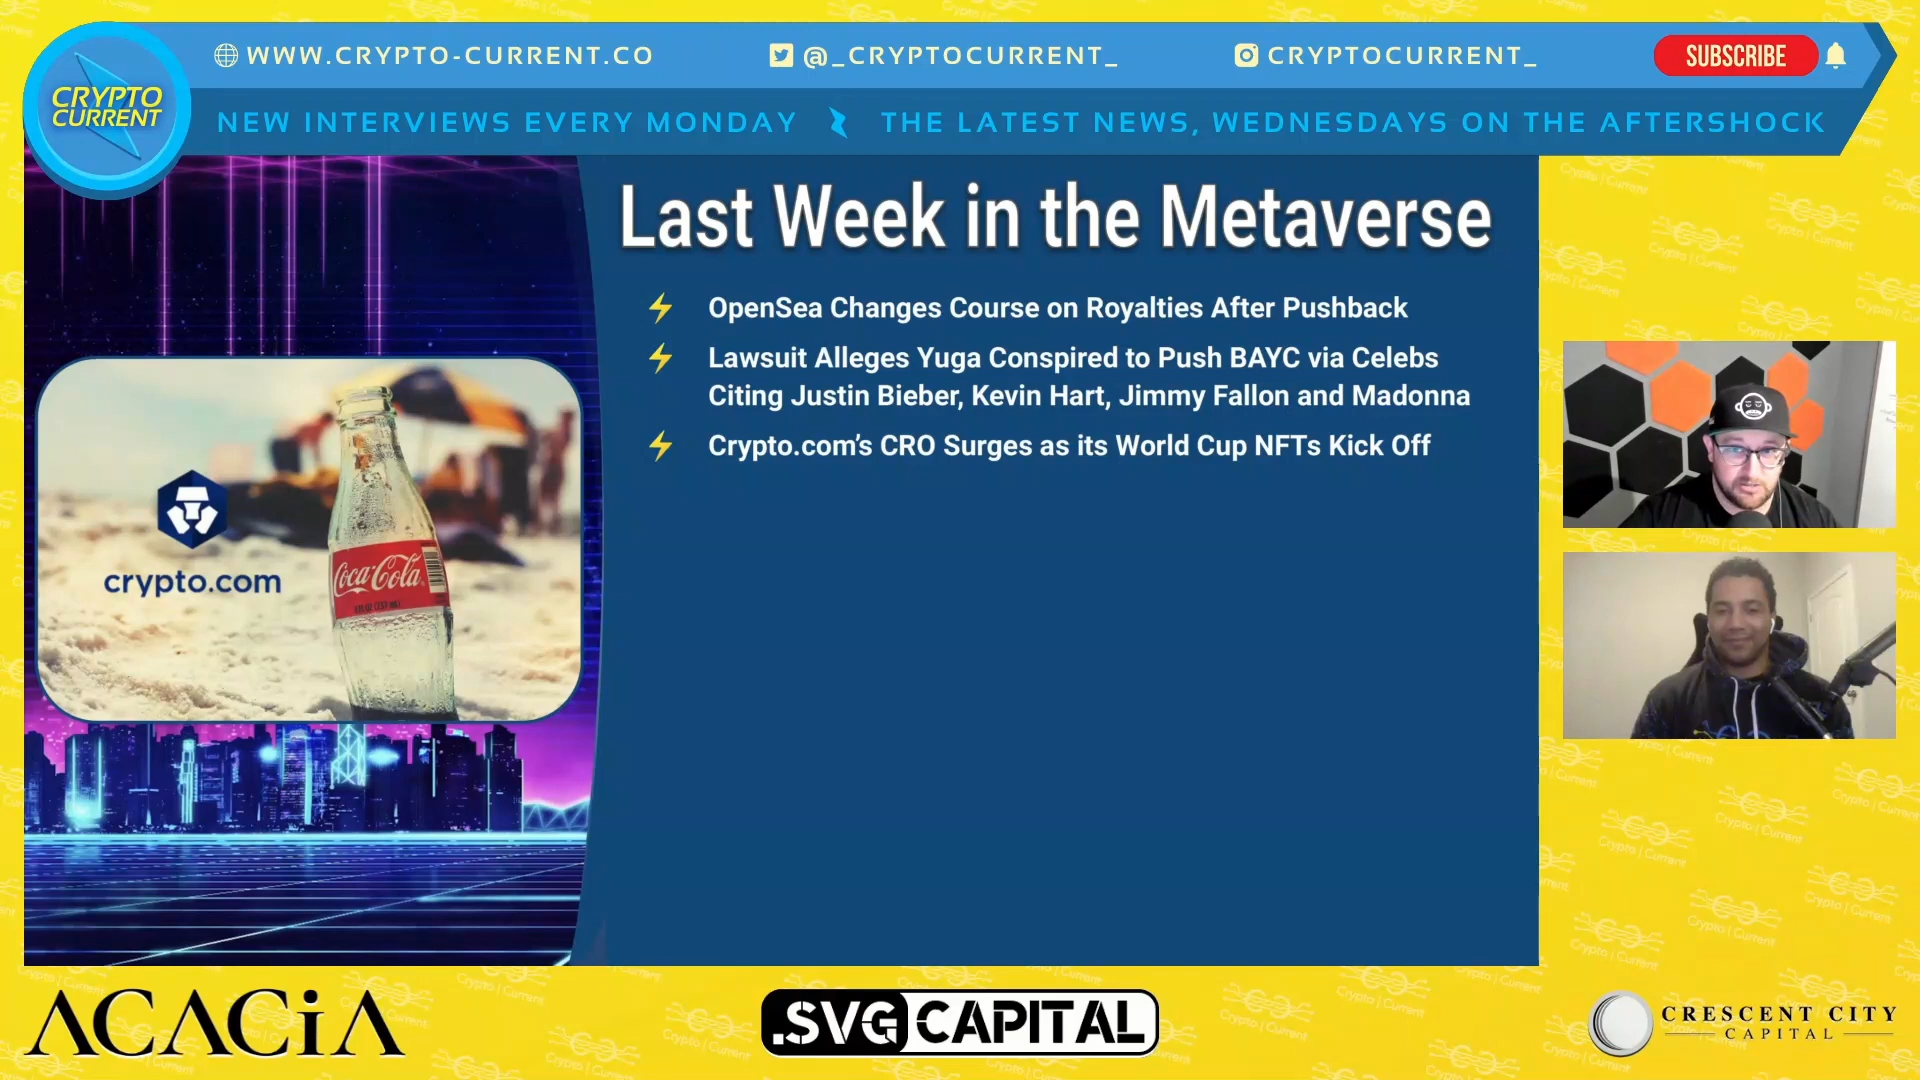 WWW.CRYPTO-CURRENT.CO
@_CRYPTOCURRENT_
CRYPTOCURRENT_
SUBSCRIBE
CRYPTO
CURRENT
NEW INTERVIEWS EVERY MONDAY
THE LATEST NEWS, WEDNESDAYS ON THE AFTERSHOCK
Last Week in the Metaverse
OpenSea Changes Course on Royalties After Pushback
Lawsuit Alleges Yuga Conspired to Push BAYC via Celebs
Citing Justin Bieber, Kevin Hart, Jimmy Fallon and Madonna
Crypto.com’s CRO Surges as its World Cup NFTs Kick Off
crypto.com
Coca-Cola
ACACiA
.SVG CAPITAL
CRESCENT CITY
CAPITAL
Crypto | Current